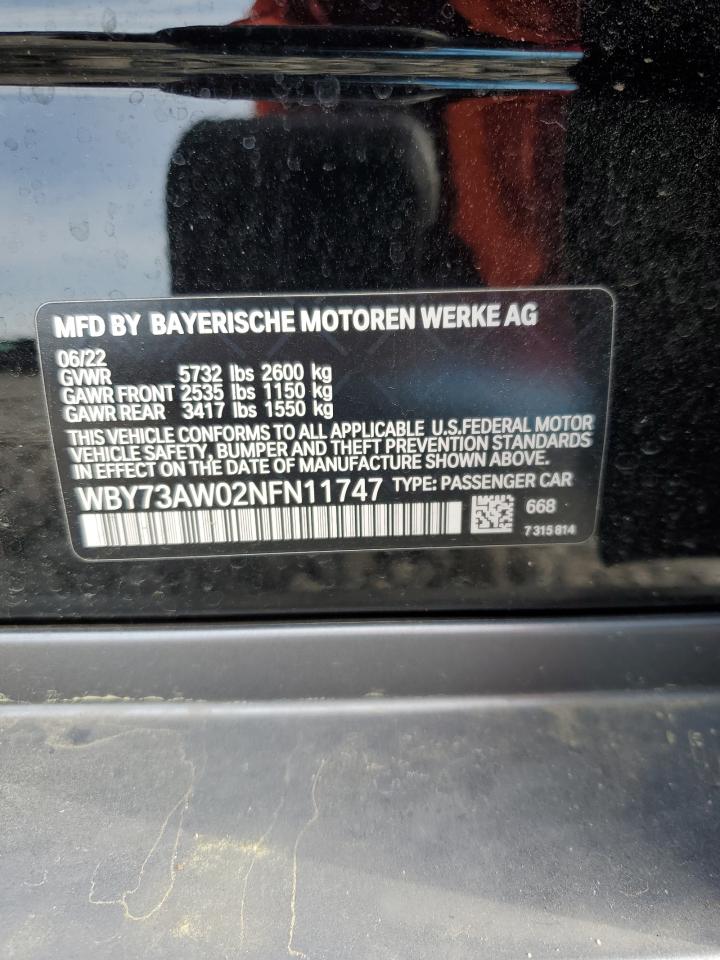 MFD BY BAYERISCHE MOTOREN WERKE AG
06/22
GVWR 5732 lbs 2600 kg
GAWR FRONT 2535 lbs 1150 kg
GAWR REAR 3417 lbs 1550 kg
THIS VEHICLE CONFORMS TO ALL APPLICABLE U.S.FEDERAL MOTOR
VEHICLE SAFETY, BUMPER AND THEFT PREVENTION STANDARDS
IN EFFECT ON THE DATE OF MANUFACTURE SHOWN ABOVE.
WBY73AW02NFN11747 TYPE: PASSENGER CAR
668
7 315 814